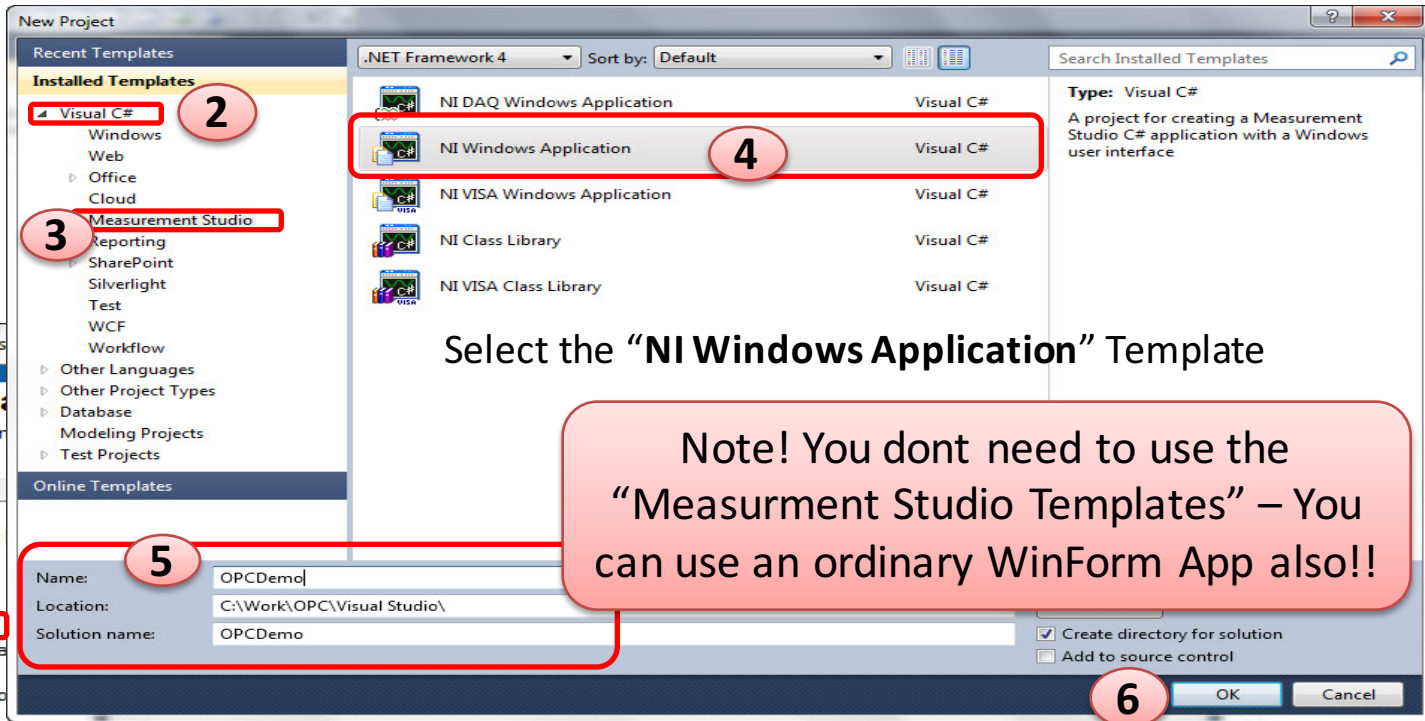 New Project
Recent Templates
Installed Templates
Visual C#
2
Windows
Web
Office
Cloud
Measurement Studio
3
Reporting
SharePoint
Silverlight
Test
WCF
Workflow
Other Languages
Other Project Types
Database
Modeling Projects
Test Projects
Online Templates
.NET Framework 4
Sort by: Default
Search Installed Templates
NI DAQ Windows Application Visual C#
NI Windows Application 4 Visual C#
NI VISA Windows Application Visual C#
NI Class Library Visual C#
NI VISA Class Library Visual C#
Type: Visual C#
A project for creating a Measurement
Studio C# application with a Windows
user interface
Select the “NI Windows Application” Template
Note! You dont need to use the
“Measurment Studio Templates” – You
can use an ordinary WinForm App also!!
5
Name: OPCDemo
Location: C:\Work\OPC\Visual Studio\
Solution name: OPCDemo
Create directory for solution
Add to source control
6
OK
Cancel